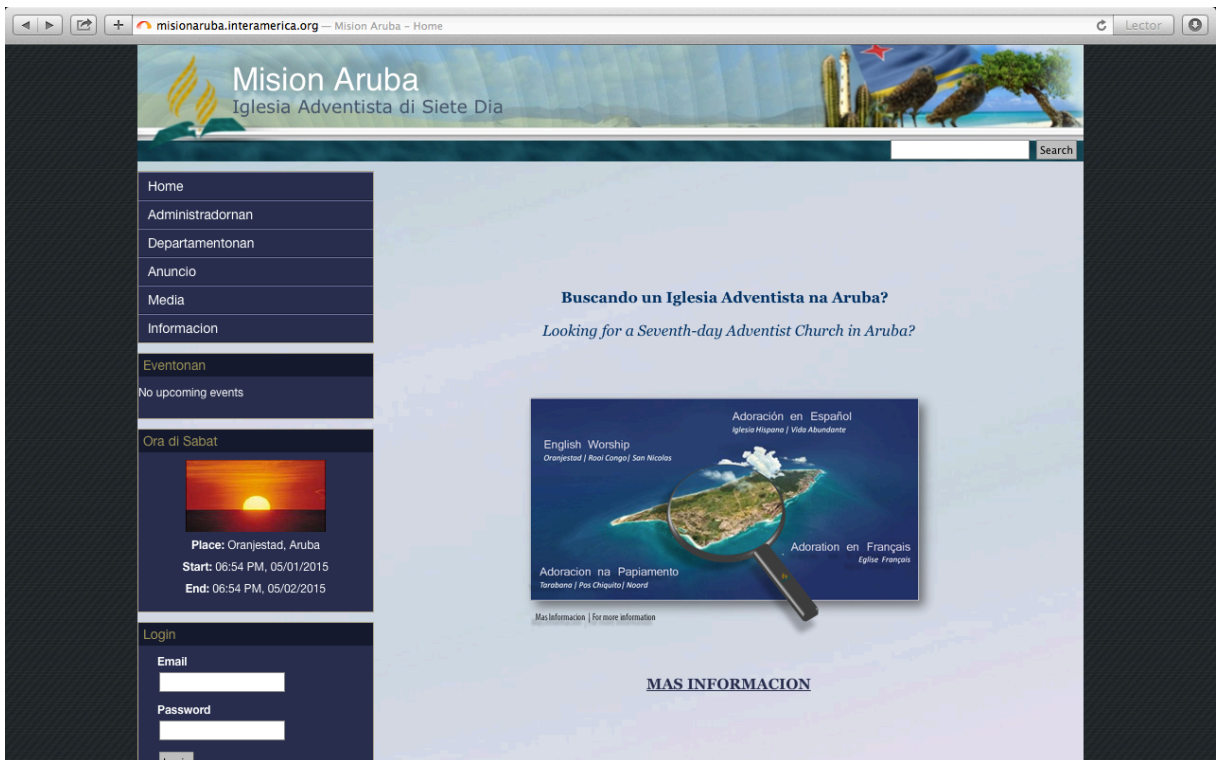 misionaruba.interamerica.org — Mision Aruba – Home
Lector
Mision Aruba
Iglesia Adventista di Siete Dia
Search
Home
Administradornan
Departamentonan
Anuncio
Media
Informacion
Eventonan
No upcoming events
Ora di Sabat
Place: Oranjestad, Aruba
Start: 06:54 PM, 05/01/2015
End: 06:54 PM, 05/02/2015
Login
Email
Password
Buscando un Iglesia Adventista na Aruba?
Looking for a Seventh-day Adventist Church in Aruba?
Adoración en Español
Iglesia Hispana | Vida Abundante
English Worship
Oranjestad | Rooi Congo | San Nicolas
Adoration en Français
Eglise Français
Adoracion na Papiamento
Tarabana | Pos Chiquito | Noord
Mas Informacion | For more information
MAS INFORMACION